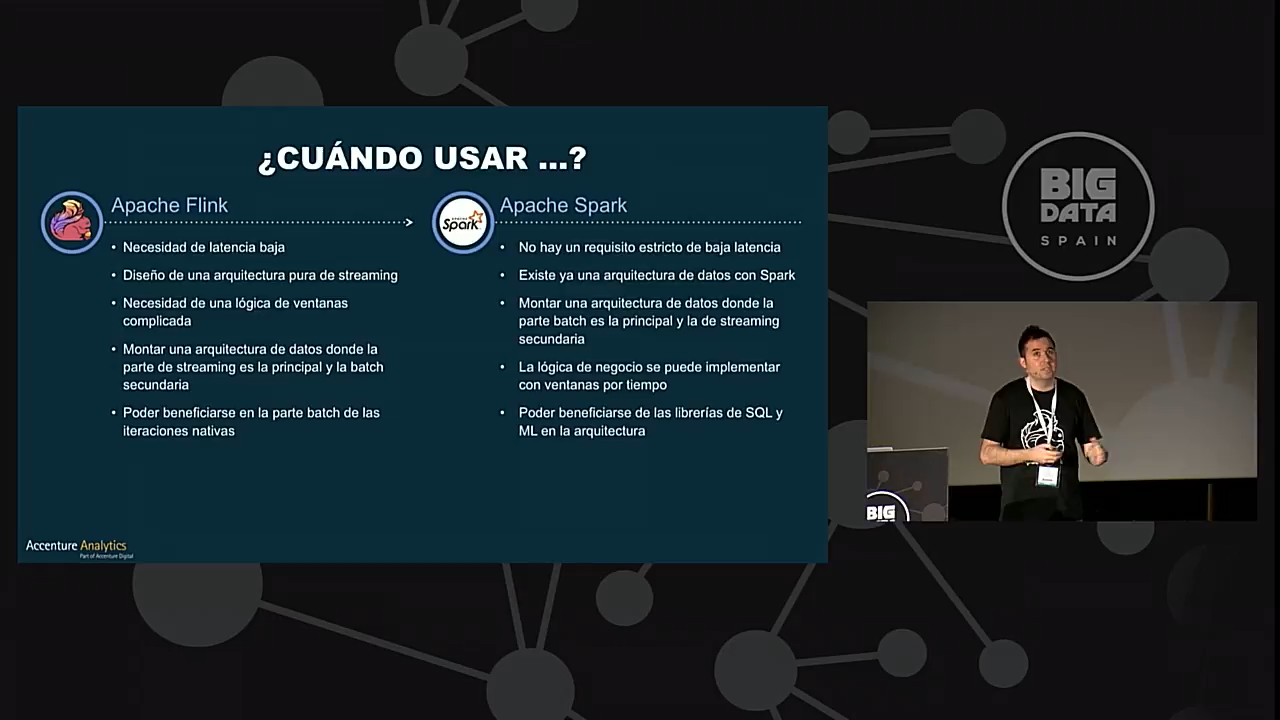 ¿CUÁNDO USAR ...?
Apache Flink
• Necesidad de latencia baja
• Diseño de una arquitectura pura de streaming
• Necesidad de una lógica de ventanas
complicada
• Montar una arquitectura de datos donde la
parte de streaming es la principal y la batch
secundaria
• Poder beneficiarse en la parte batch de las
iteraciones nativas
APACHE
Spark
Apache Spark
• No hay un requisito estricto de baja latencia
• Existe ya una arquitectura de datos con Spark
• Montar una arquitectura de datos donde la
parte batch es la principal y la de streaming
secundaria
• La lógica de negocio se puede implementar
con ventanas por tiempo
• Poder beneficiarse de las librerías de SQL y
ML en la arquitectura
Accenture Analytics
Part of Accenture Digital
BIG
DATA
SPAIN
BIG